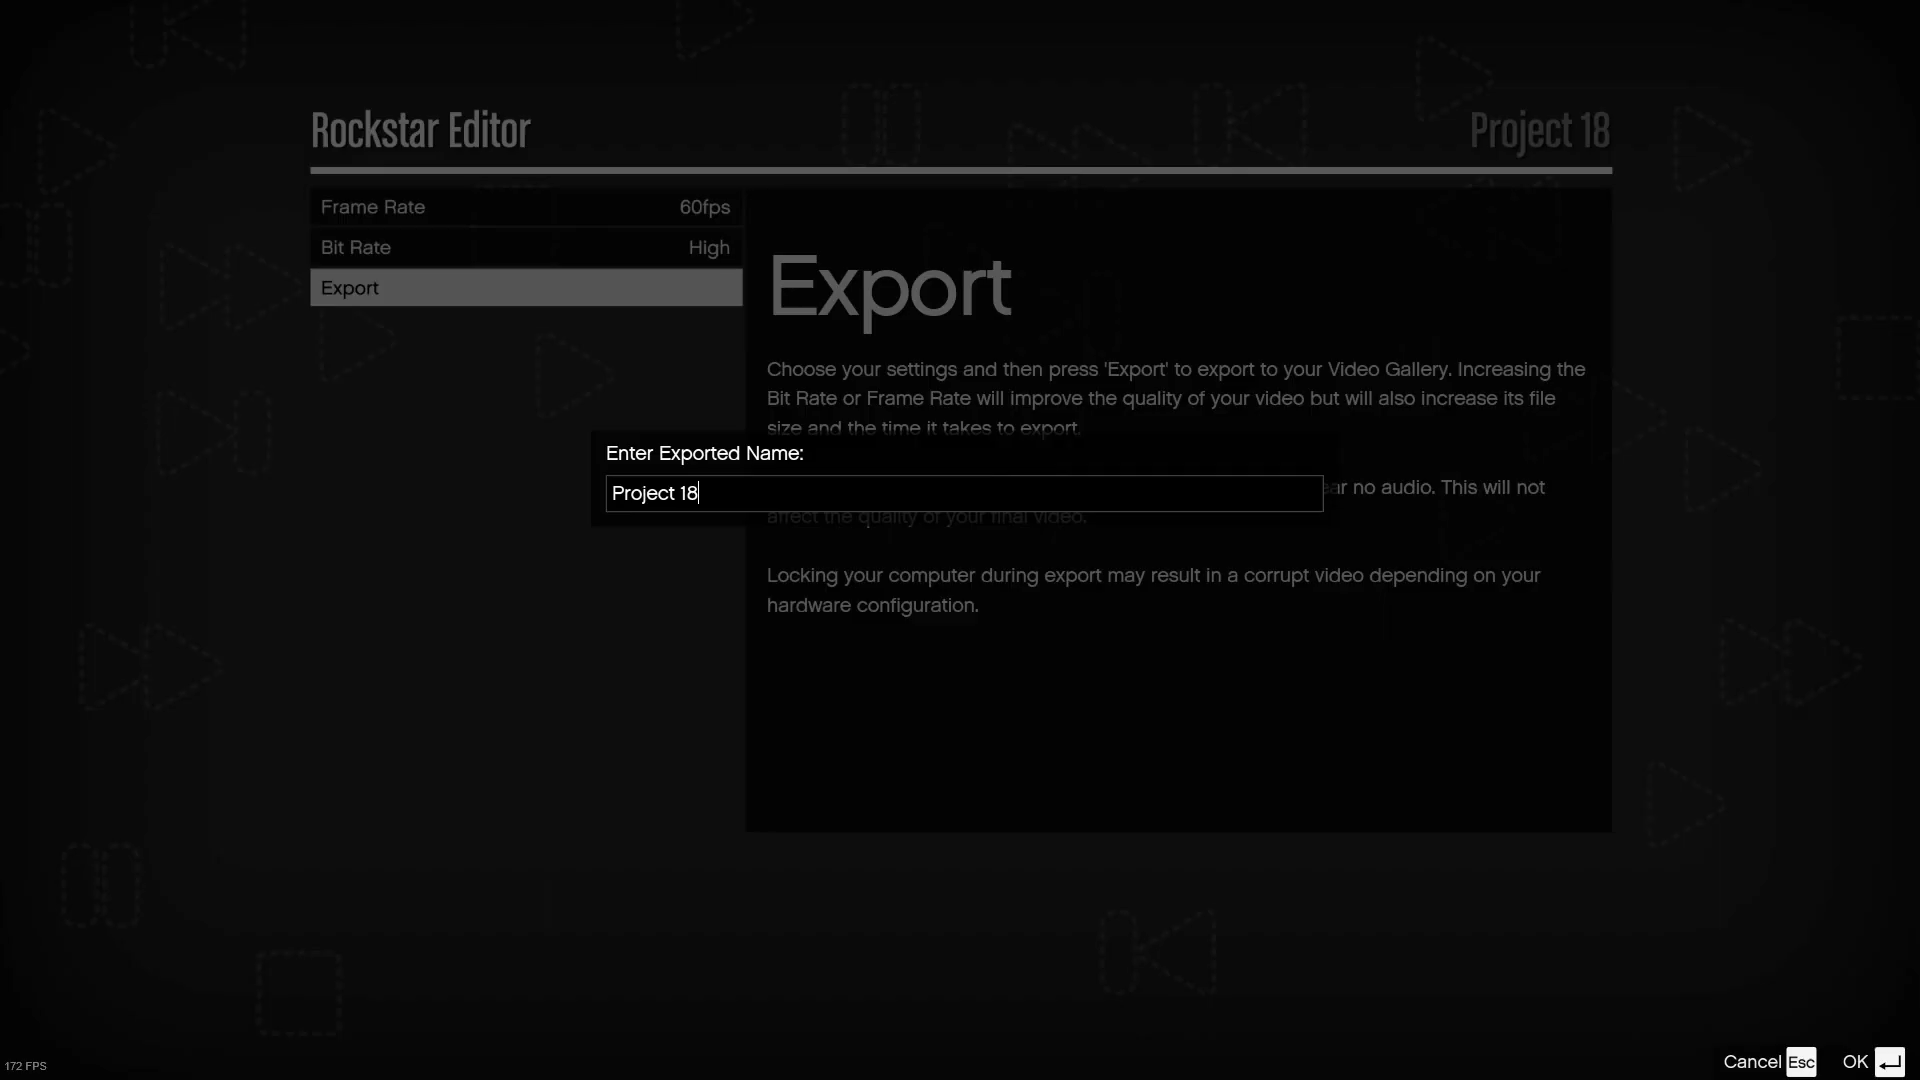 Rockstar Editor
Project 18
Frame Rate 60fps
Bit Rate High
Export
Export
Choose your settings and then press 'Export' to export to your Video Gallery. Increasing the
Bit Rate or Frame Rate will improve the quality of your video but will also increase its file
size and the time it takes to export.
Enter Exported Name:
Project 18
no audio. This will not
affect the quality of your final video.
Locking your computer during export may result in a corrupt video depending on your
hardware configuration.
172 FPS
Cancel Esc OK